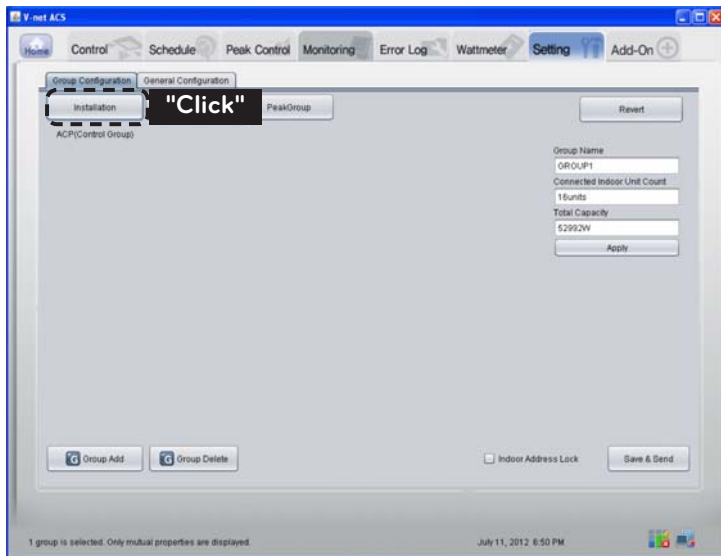 V-net ACS
Home Control Schedule Peak Control Monitoring Error Log Wattmeter Setting Add-On
Group Configuration General Configuration
Installation "Click" PeakGroup Revert
ACP(Control Group)
Group Name
GROUP1
Connected Indoor Unit Count
16units
Total Capacity
52992W
Apply
G Group Add G Group Delete Indoor Address Lock Save & Send
1 group is selected. Only mutual properties are displayed. July 11, 2012 6:50 PM